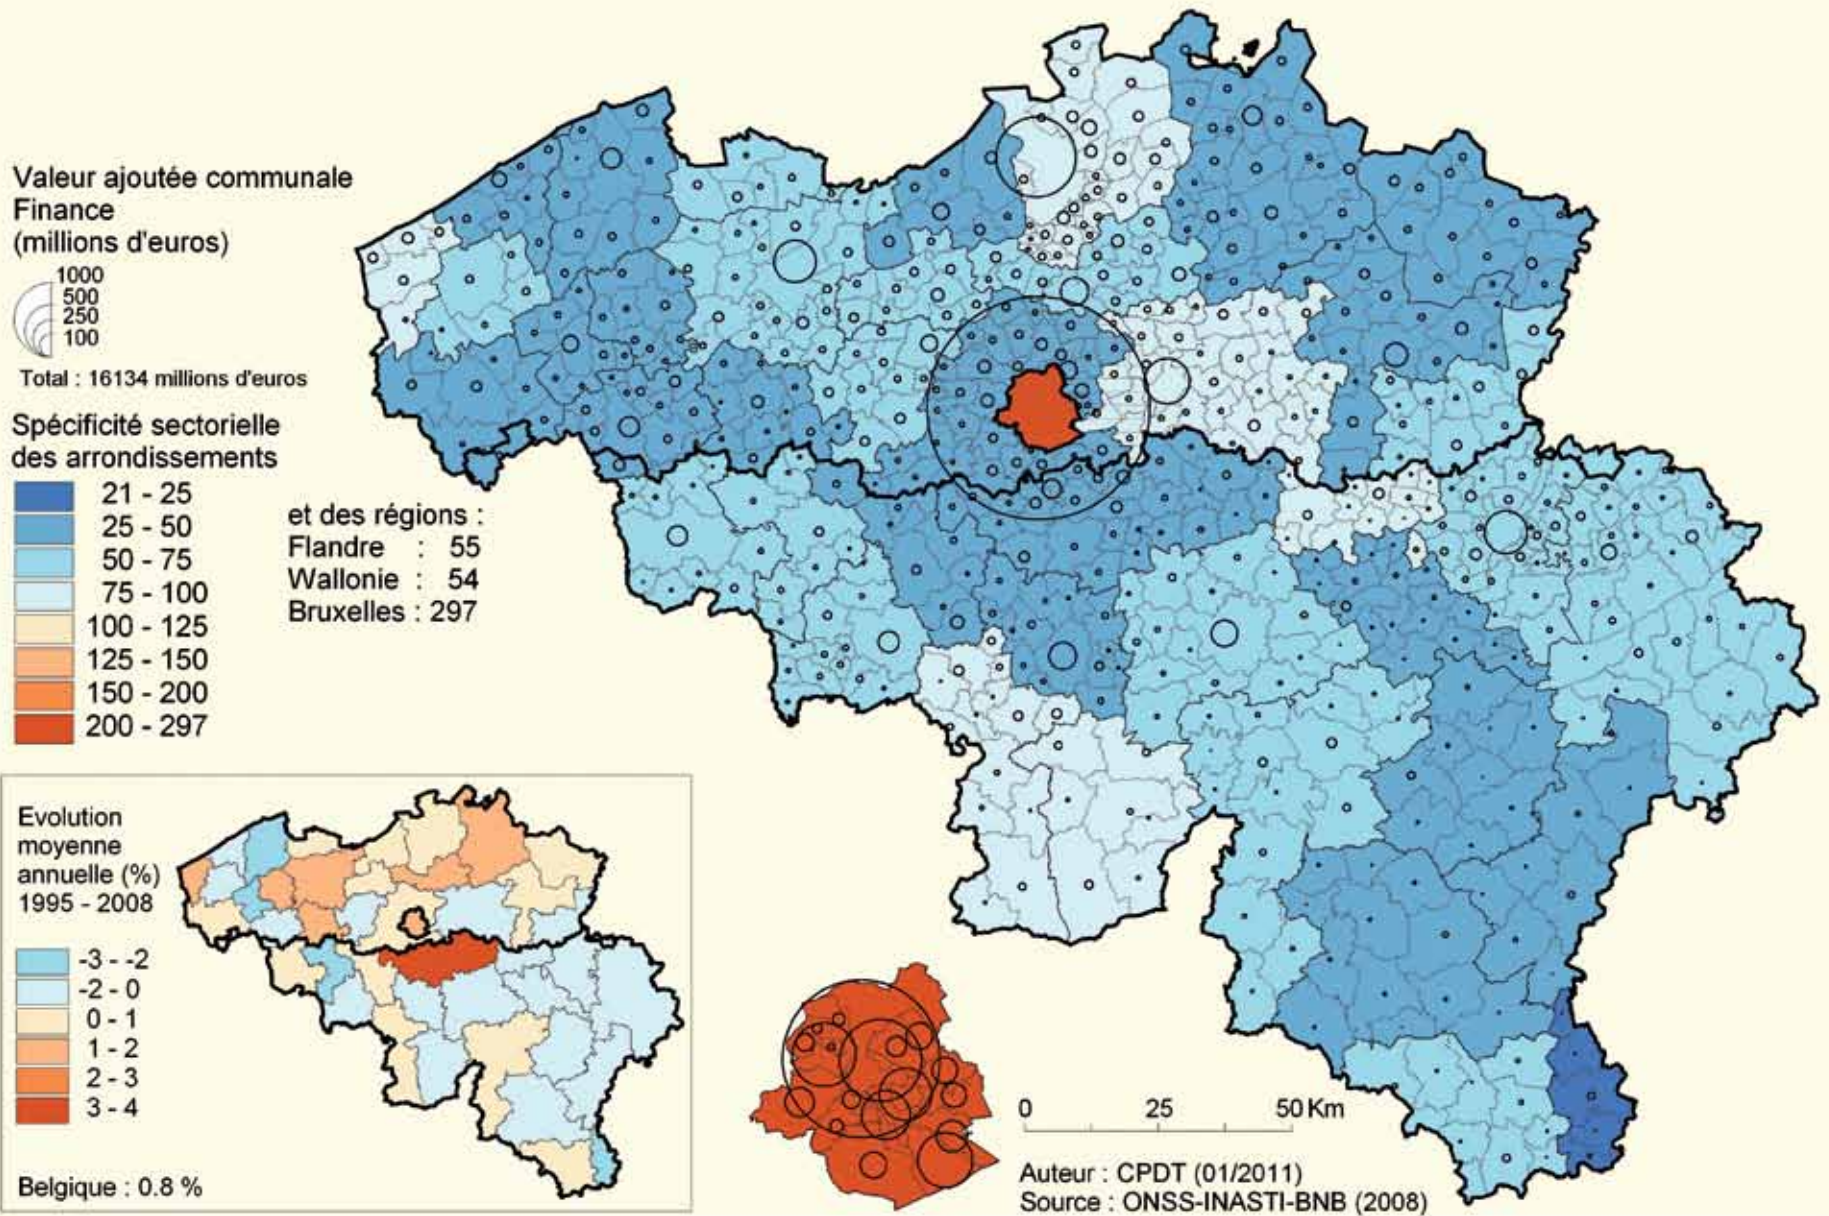 Valeur ajoutée communale
Finance
(millions d'euros)
1000
500
250
100
Total : 16134 millions d'euros
Spécificité sectorielle
des arrondissements
21 - 25
25 - 50
50 - 75
75 - 100
100 - 125
125 - 150
150 - 200
200 - 297
et des régions :
Flandre : 55
Wallonie : 54
Bruxelles : 297
Evolution
moyenne
annuelle (%)
1995 - 2008
-3 - -2
-2 - 0
0 - 1
1 - 2
2 - 3
3 - 4
Belgique : 0.8 %
0 25 50 Km
Auteur : CPDT (01/2011)
Source : ONSS-INASTI-BNB (2008)